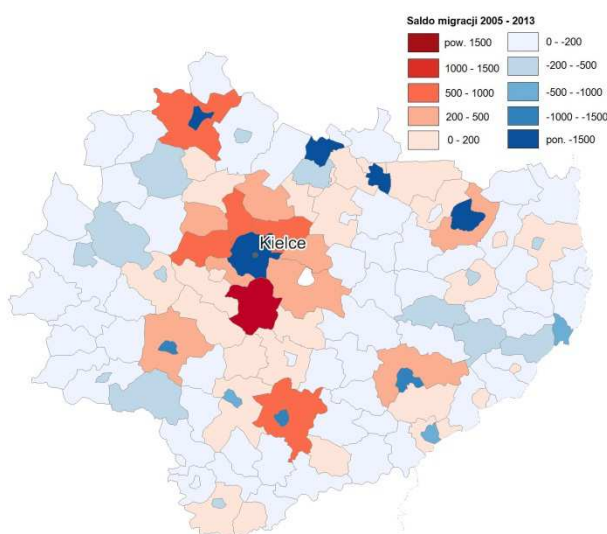 Saldo migracji 2005 - 2013
pow. 1500
1000 - 1500
500 - 1000
200 - 500
0 - 200
0 - -200
-200 - -500
-500 - -1000
-1000 - -1500
pon. -1500
Kielce